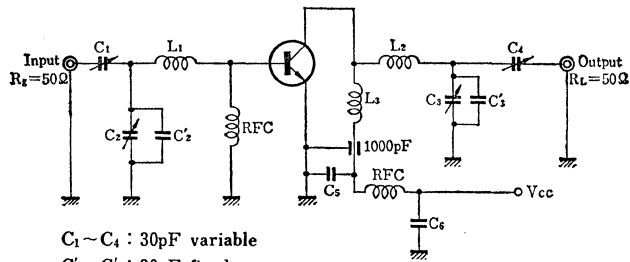 Input
Rg=50Ω
C1
L1
C2
C'2
RFC
L2
L3
1000pF
C5
RFC
C6
Vcc
C3
C'3
C4
Output
RL=50Ω
C1~C4 : 30pF variable